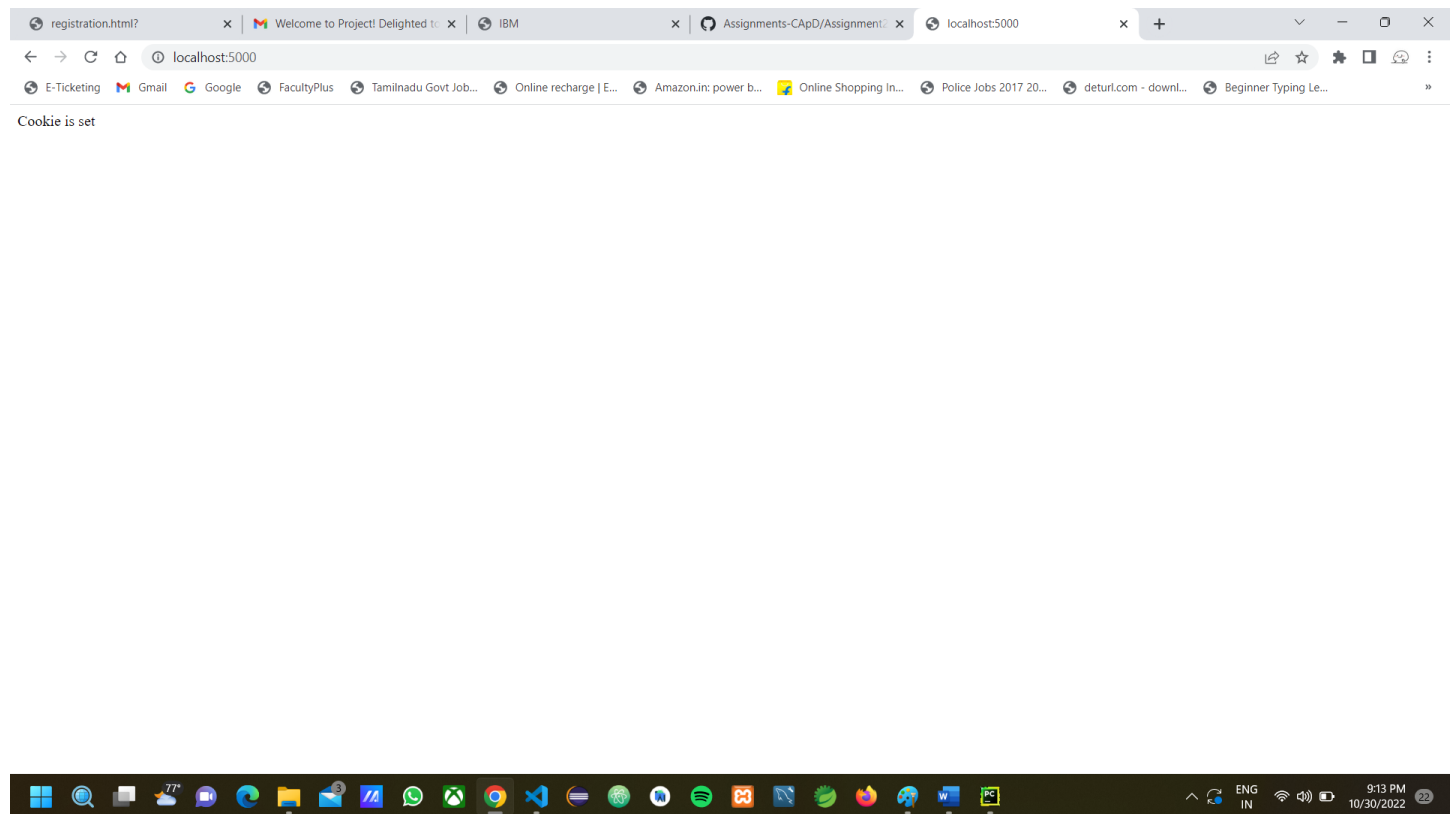 registration.html?
Welcome to Project! Delighted to
IBM
Assignments-CApD/Assignment2
localhost:5000
localhost:5000
E-Ticketing Gmail Google FacultyPlus Tamilnadu Govt Job... Online recharge | E... Amazon.in: power b... Online Shopping In... Police Jobs 2017 20... deturl.com - downl... Beginner Typing Le... »
Cookie is set
77°
3
ENG
IN
9:13 PM
10/30/2022
22